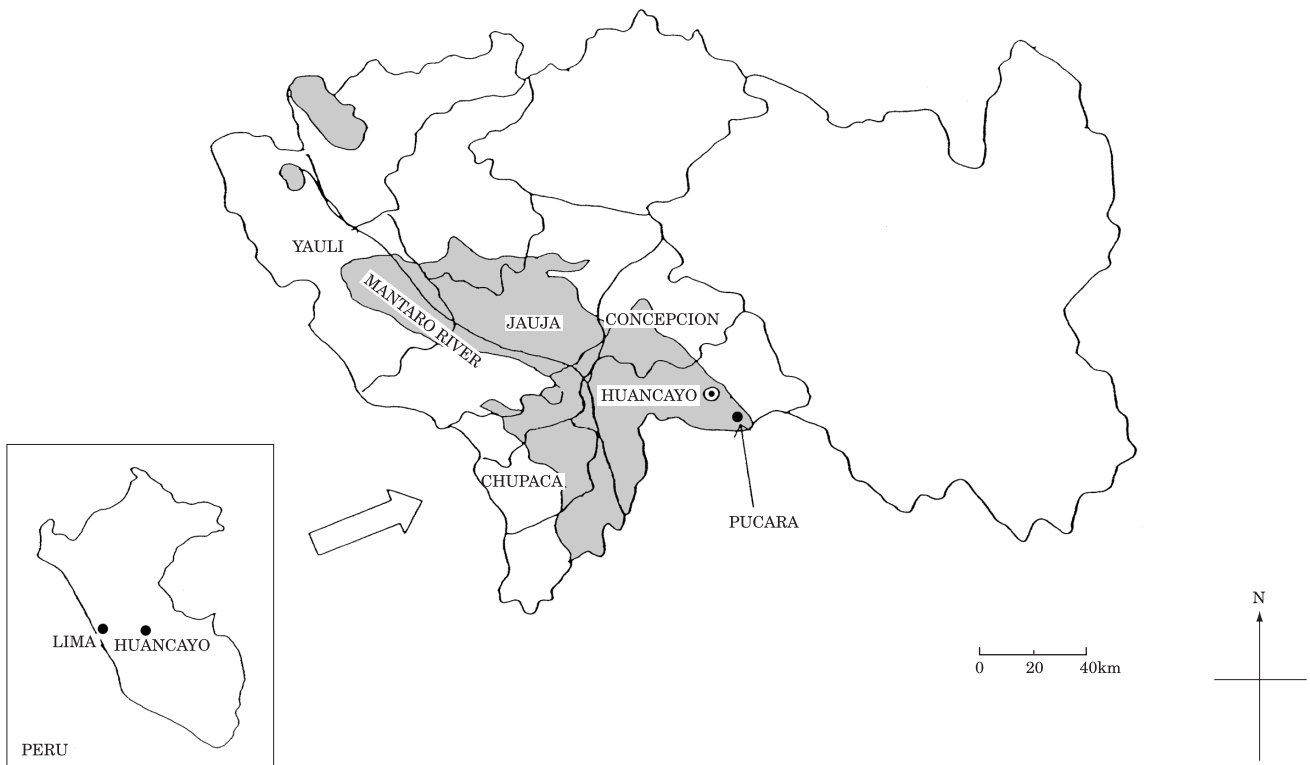 YAULI
MANTARO RIVER
JAUJA
CONCEPCION
HUANCAYO
CHUPACA
PUCARA
LIMA
HUANCAYO
PERU
N
0 20 40km